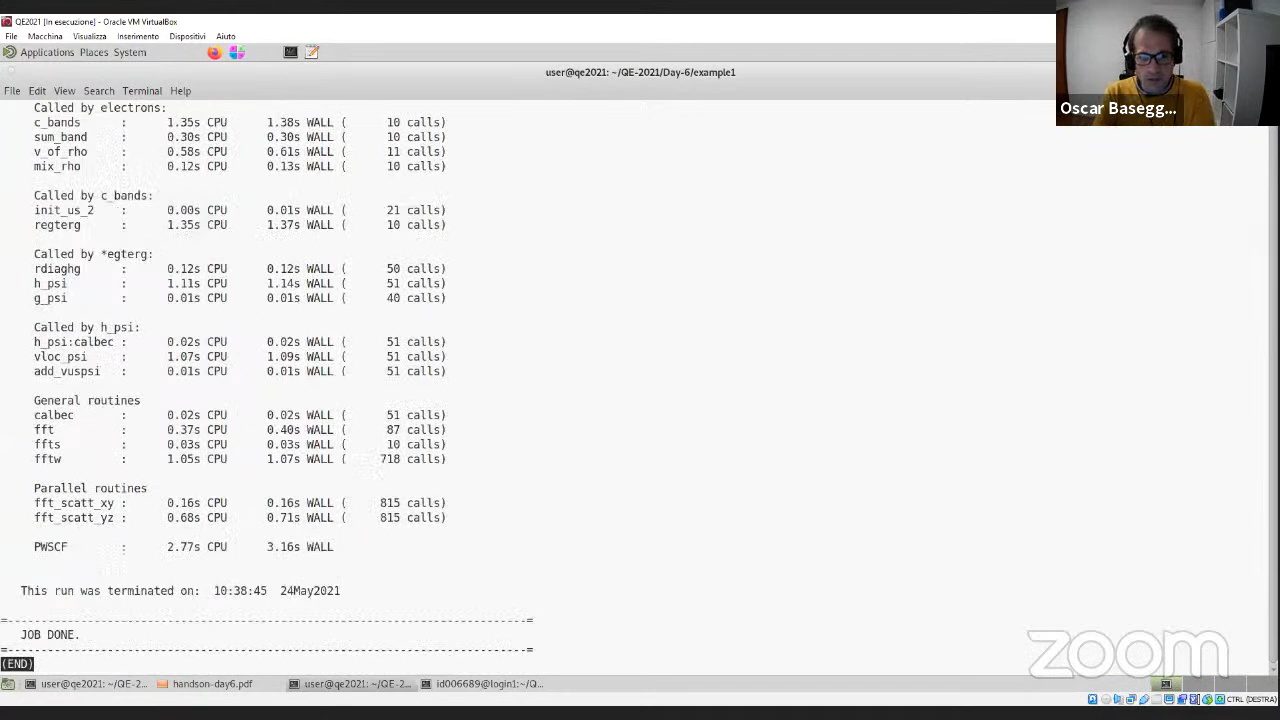 QE2021 [In esecuzione] - Oracle VM VirtualBox
File Macchina Visualizza Inserimento Dispositivi Aiuto
Applications Places System
user@qe2021: ~/QE-2021/Day-6/example1
File Edit View Search Terminal Help
Oscar Basegg...
Called by electrons:
c_bands : 1.35s CPU 1.38s WALL ( 10 calls)
sum_band : 0.30s CPU 0.30s WALL ( 10 calls)
v_of_rho : 0.58s CPU 0.61s WALL ( 11 calls)
mix_rho : 0.12s CPU 0.13s WALL ( 10 calls)
Called by c_bands:
init_us_2 : 0.00s CPU 0.01s WALL ( 21 calls)
regterg : 1.35s CPU 1.37s WALL ( 10 calls)
Called by *egterg:
rdiaghg : 0.12s CPU 0.12s WALL ( 50 calls)
h_psi : 1.11s CPU 1.14s WALL ( 51 calls)
g_psi : 0.01s CPU 0.01s WALL ( 40 calls)
Called by h_psi:
h_psi:calbec : 0.02s CPU 0.02s WALL ( 51 calls)
vloc_psi : 1.07s CPU 1.09s WALL ( 51 calls)
add_vuspsi : 0.01s CPU 0.01s WALL ( 51 calls)
General routines
calbec : 0.02s CPU 0.02s WALL ( 51 calls)
fft : 0.37s CPU 0.40s WALL ( 87 calls)
ffts : 0.03s CPU 0.03s WALL ( 10 calls)
fftw : 1.05s CPU 1.07s WALL ( 718 calls)
Parallel routines
fft_scatt_xy : 0.16s CPU 0.16s WALL ( 815 calls)
fft_scatt_yz : 0.68s CPU 0.71s WALL ( 815 calls)
PWSCF : 2.77s CPU 3.16s WALL
This run was terminated on: 10:38:45 24May2021
=------------------------------------------------------------------------------=
JOB DONE.
=------------------------------------------------------------------------------=
(END)
zoom
user@qe2021: ~/QE-2... handson-day6.pdf user@qe2021: ~/QE-2... id006689@login1:~/Q...
CTRL (DESTRA)